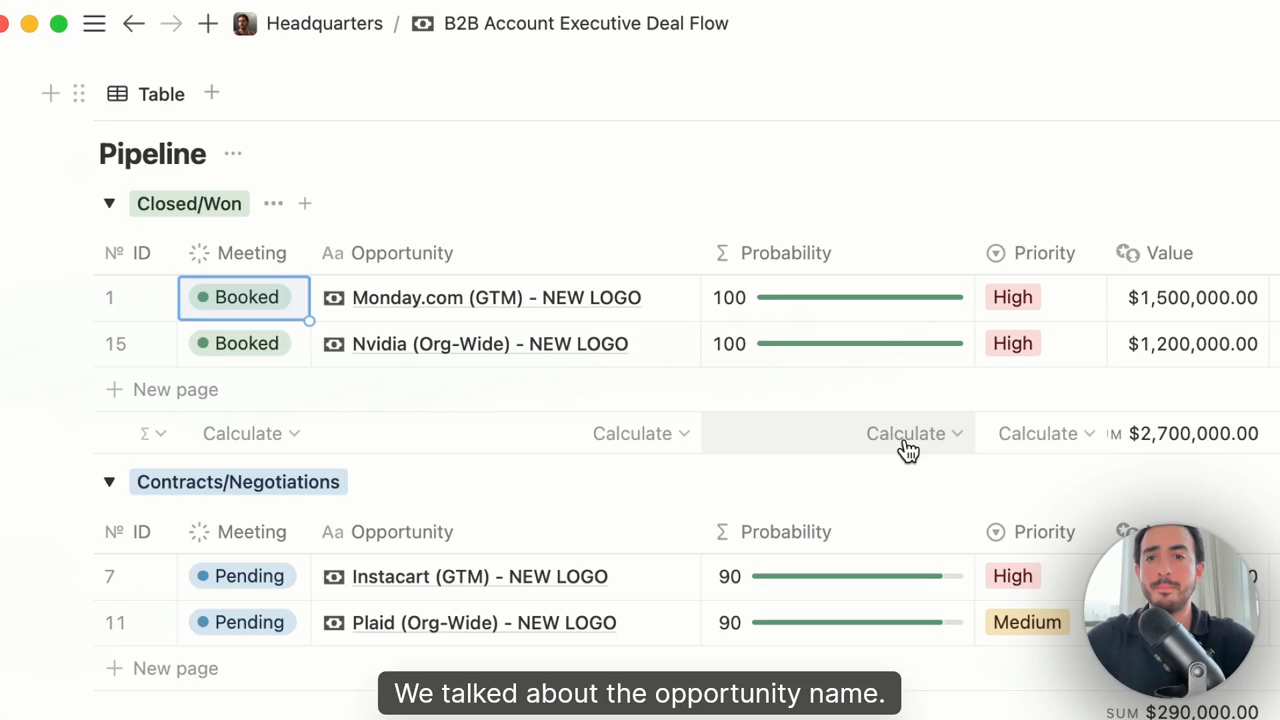 Headquarters / B2B Account Executive Deal Flow
Table
Pipeline
Closed/Won
Nº ID Meeting Aa Opportunity Σ Probability Priority Value
1 Booked Monday.com (GTM) - NEW LOGO 100 High $1,500,000.00
15 Booked Nvidia (Org-Wide) - NEW LOGO 100 High $1,200,000.00
New page
Σ Calculate Calculate Calculate Calculate $2,700,000.00
Contracts/Negotiations
Nº ID Meeting Aa Opportunity Σ Probability Priority
7 Pending Instacart (GTM) - NEW LOGO 90 High
11 Pending Plaid (Org-Wide) - NEW LOGO 90 Medium
New page
We talked about the opportunity name.
SUM $290,000.00